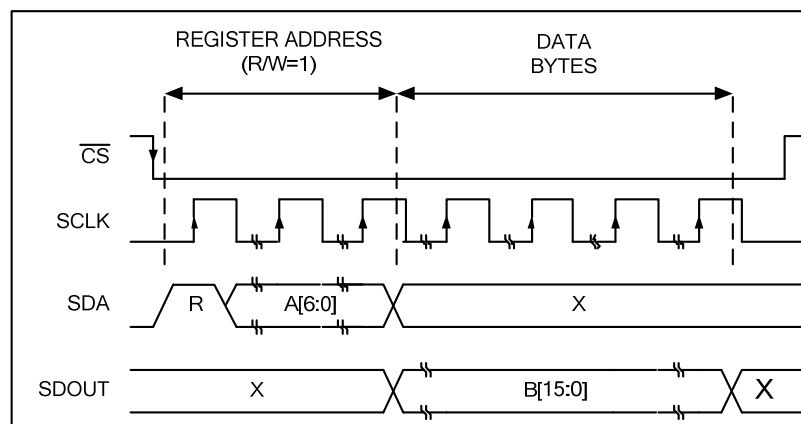 REGISTER ADDRESS
(R/W=1)
DATA
BYTES
CS
SCLK
SDA
R
A[6:0]
X
SDOUT
X
B[15:0]
X